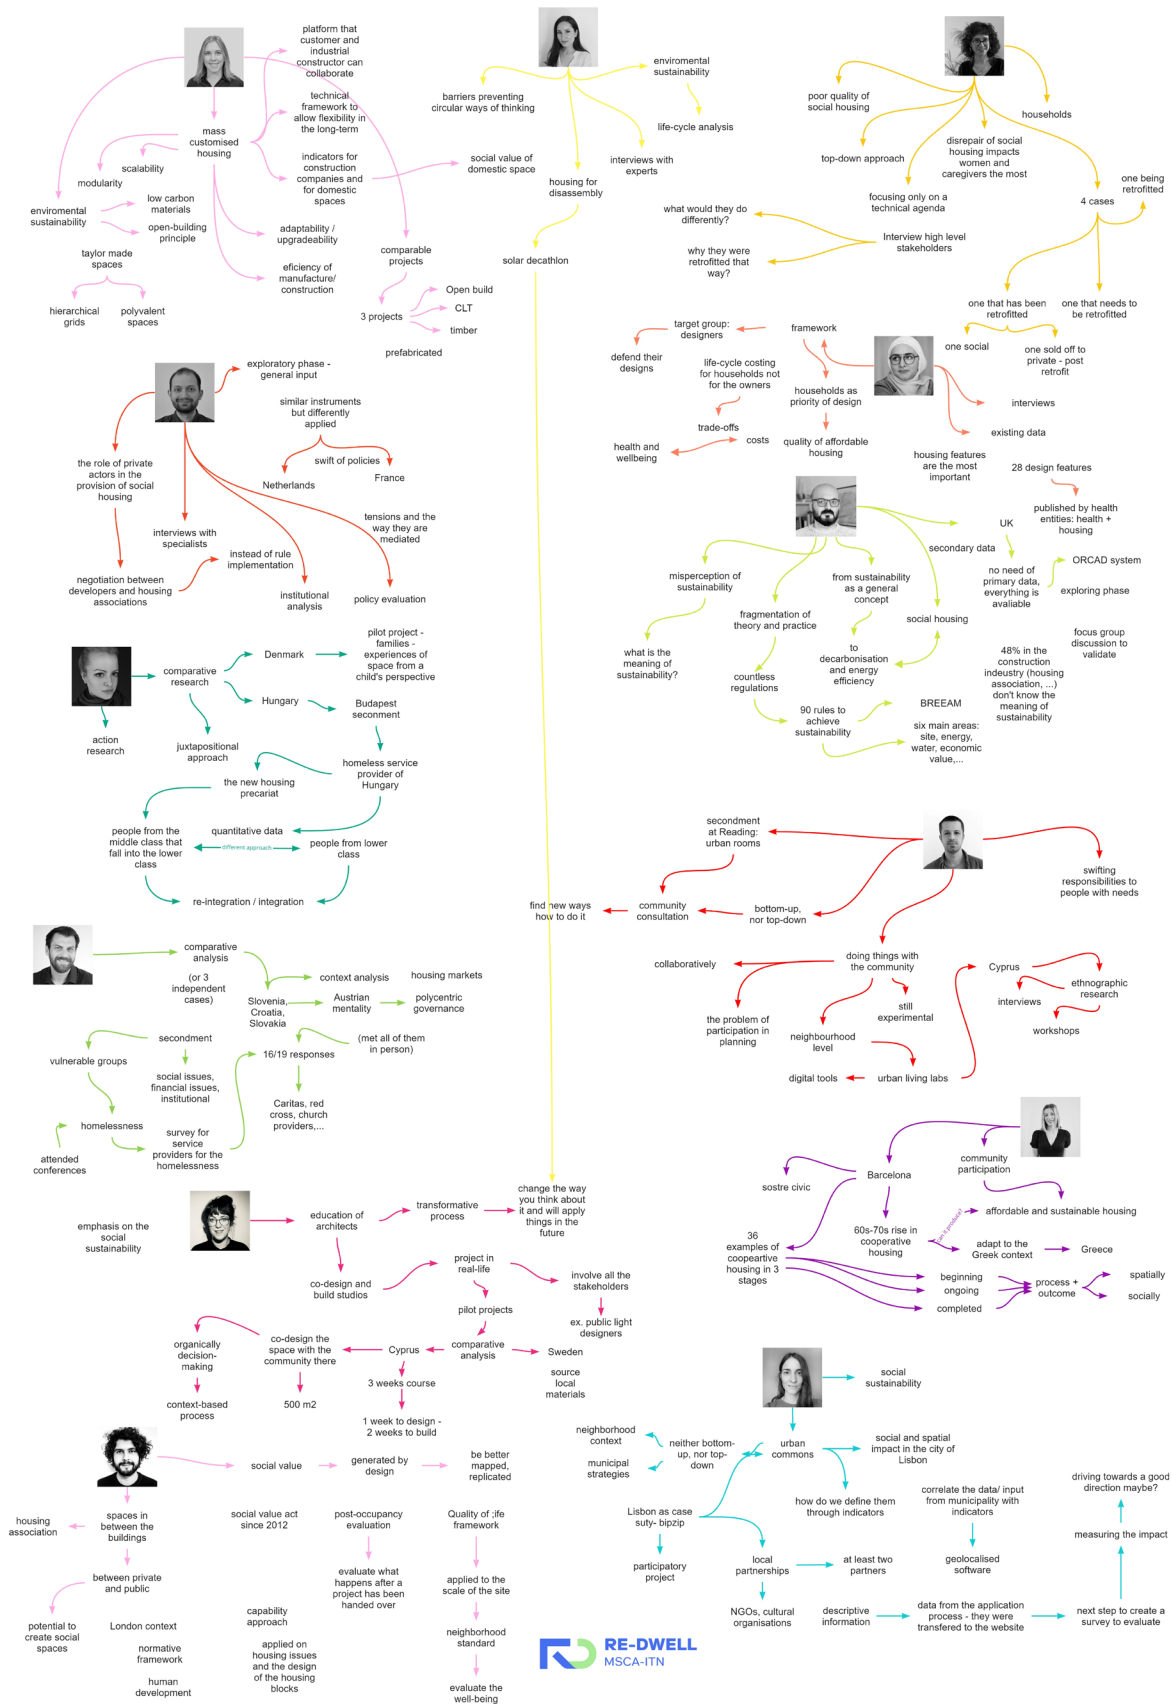 platform that
customer and
industrial
constructor can
collaborate
technical
framework to
allow flexibility in
the long-term
mass
customised
housing
scalability
modularity
indicators for
construction
companies and
for domestic
spaces
social value of
domestic space
enviromental
sustainability
low carbon
materials
open-building
principle
taylor made
spaces
hierarchical
grids
polyvalent
spaces
adaptability /
upgradeability
eficiency of
manufacture/
construction
comparable
projects
3 projects
Open build
CLT
timber
prefabricated
barriers preventing
circular ways of thinking
enviromental
sustainability
life-cycle analysis
interviews with
experts
housing for
disassembly
solar decathlon
poor quality of
social housing
households
top-down approach
disrepair of social
housing impacts
women and
caregivers the most
focusing only on a
technical agenda
one being
retrofitted
4 cases
what would they do
differently?
Interview high level
stakeholders
why they were
retrofitted that
way?
one that has been
retrofitted
one that needs to
be retrofitted
one social
one sold off to
private - post
retrofit
target group:
designers
framework
defend their
designs
life-cycle costing
for households not
for the owners
households as
priority of design
trade-offs
costs
health and
wellbeing
quality of affordable
housing
interviews
existing data
housing features
are the most
important
28 design features
published by health
entities: health +
housing
exploratory phase -
general input
similar instruments
but differently
applied
swift of policies
Netherlands
France
the role of private
actors in the
provision of social
housing
interviews with
specialists
tensions and the
way they are
mediated
negotiation between
developers and housing
associations
instead of rule
implementation
institutional
analysis
policy evaluation
UK
secondary data
no need of
primary data,
everything is
avaliable
ORCAD system
exploring phase
misperception of
sustainability
from sustainability
as a general
concept
fragmentation of
theory and practice
social housing
what is the
meaning of
sustainability?
to
decarbonisation
and energy
efficiency
countless
regulations
90 rules to
achieve
sustainability
BREEAM
six main areas:
site, energy,
water, economic
value,...
focus group
discussion to
validate
48% in the
construction
indeustry (housing
association, ...)
don't know the
meaning of
sustainability
comparative
research
Denmark
pilot project -
families -
experiences of
space from a
child's perspective
Hungary
Budapest
seconment
action
research
juxtapositional
approach
homeless service
provider of
Hungary
the new housing
precariat
quantitative data
people from the
middle class that
fall into the lower
class
different approach
people from lower
class
re-integration / integration
secondment
at Reading:
urban rooms
swifting
responsibilities to
people with needs
find new ways
how to do it
community
consultation
bottom-up,
nor top-down
doing things with
the community
collaboratively
the problem of
participation in
planning
still
experimental
neighbourhood
level
digital tools
urban living labs
Cyprus
interviews
ethnographic
research
workshops
comparative
analysis
(or 3
independent
cases)
context analysis
housing markets
Slovenia,
Croatia,
Slovakia
Austrian
mentality
polycentric
governance
secondment
vulnerable groups
16/19 responses
(met all of them
in person)
social issues,
financial issues,
institutional
Caritas, red
cross, church
providers,...
homelessness
attended
conferences
survey for
service
providers for the
homelessness
community
participation
Barcelona
sostre civic
affordable and sustainable housing
can it produce?
60s-70s rise in
cooperative
housing
adapt to the
Greek context
Greece
36
examples of
coopeartive
housing in 3
stages
beginning
ongoing
completed
process +
outcome
spatially
socially
emphasis on the
social
sustainability
education of
architects
transformative
process
change the way
you think about
it and will apply
things in the
future
co-design and
build studios
project in
real-life
involve all the
stakeholders
pilot projects
ex. public light
designers
organically
decision-
making
co-design the
space with the
community there
Cyprus
comparative
analysis
Sweden
source
local
materials
3 weeks course
context-based
process
500 m2
1 week to design -
2 weeks to build
social value
generated by
design
be better
mapped,
replicated
housing
association
spaces in
between the
buildings
social value act
since 2012
post-occupancy
evaluation
Quality of ;ife
framework
between private
and public
evaluate what
happens after a
project has been
handed over
applied to the
scale of the site
potential to
create social
spaces
London context
capability
approach
neighborhood
standard
normative
framework
applied on
housing issues
and the design
of the housing
blocks
human
development
evaluate the
well-being
social
sustainability
neighborhood
context
neither bottom-
up, nor top-
down
urban
commons
social and spatial
impact in the city of
Lisbon
municipal
strategies
how do we define them
through indicators
correlate the data/ input
from municipality with
indicators
driving towards a good
direction maybe?
Lisbon as case
suty- bipzip
measuring the impact
participatory
project
local
partnerships
at least two
partners
geolocalised
software
NGOs, cultural
organisations
descriptive
information
data from the application
process - they were
transfered to the website
next step to create a
survey to evaluate
RE-DWELL
MSCA-ITN